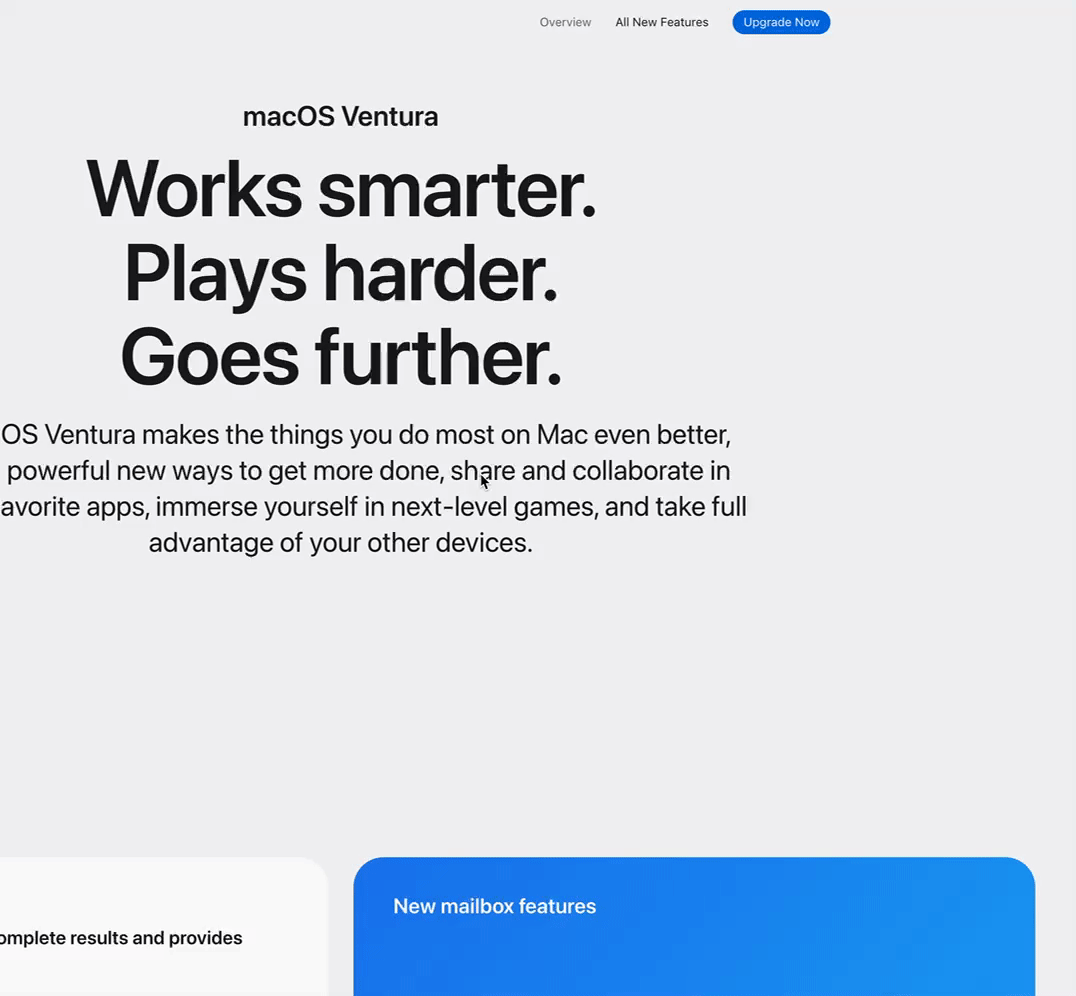 Overview All New Features Upgrade Now
macOS Ventura
Works smarter.
Plays harder.
Goes further.
OS Ventura makes the things you do most on Mac even better,
powerful new ways to get more done, share and collaborate in
avorite apps, immerse yourself in next-level games, and take full
advantage of your other devices.
New mailbox features
omplete results and provides